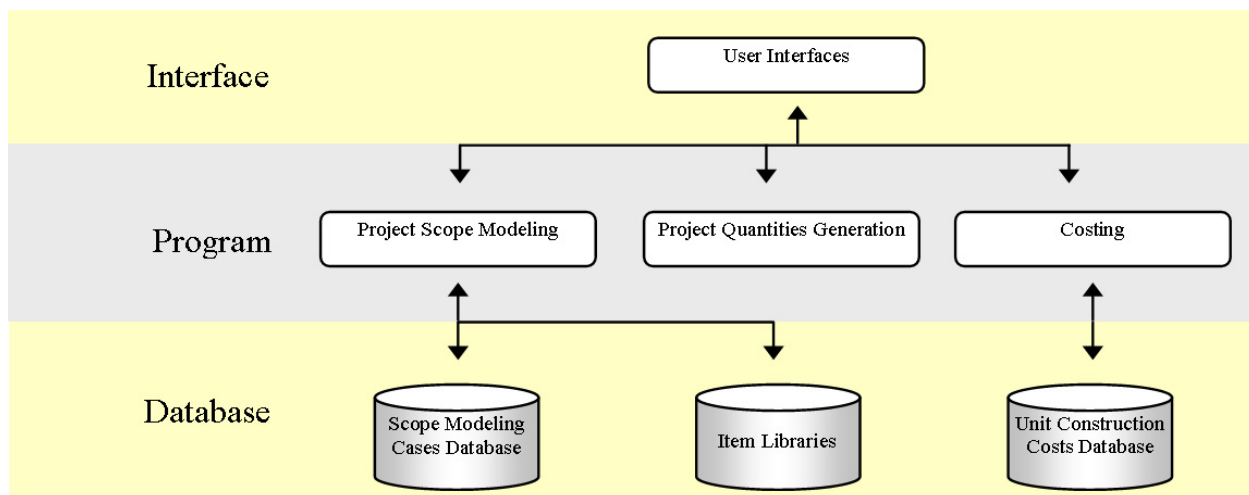 Interface
User Interfaces
Program
Project Scope Modeling
Project Quantities Generation
Costing
Database
Scope Modeling
Cases Database
Item Libraries
Unit Construction
Costs Database